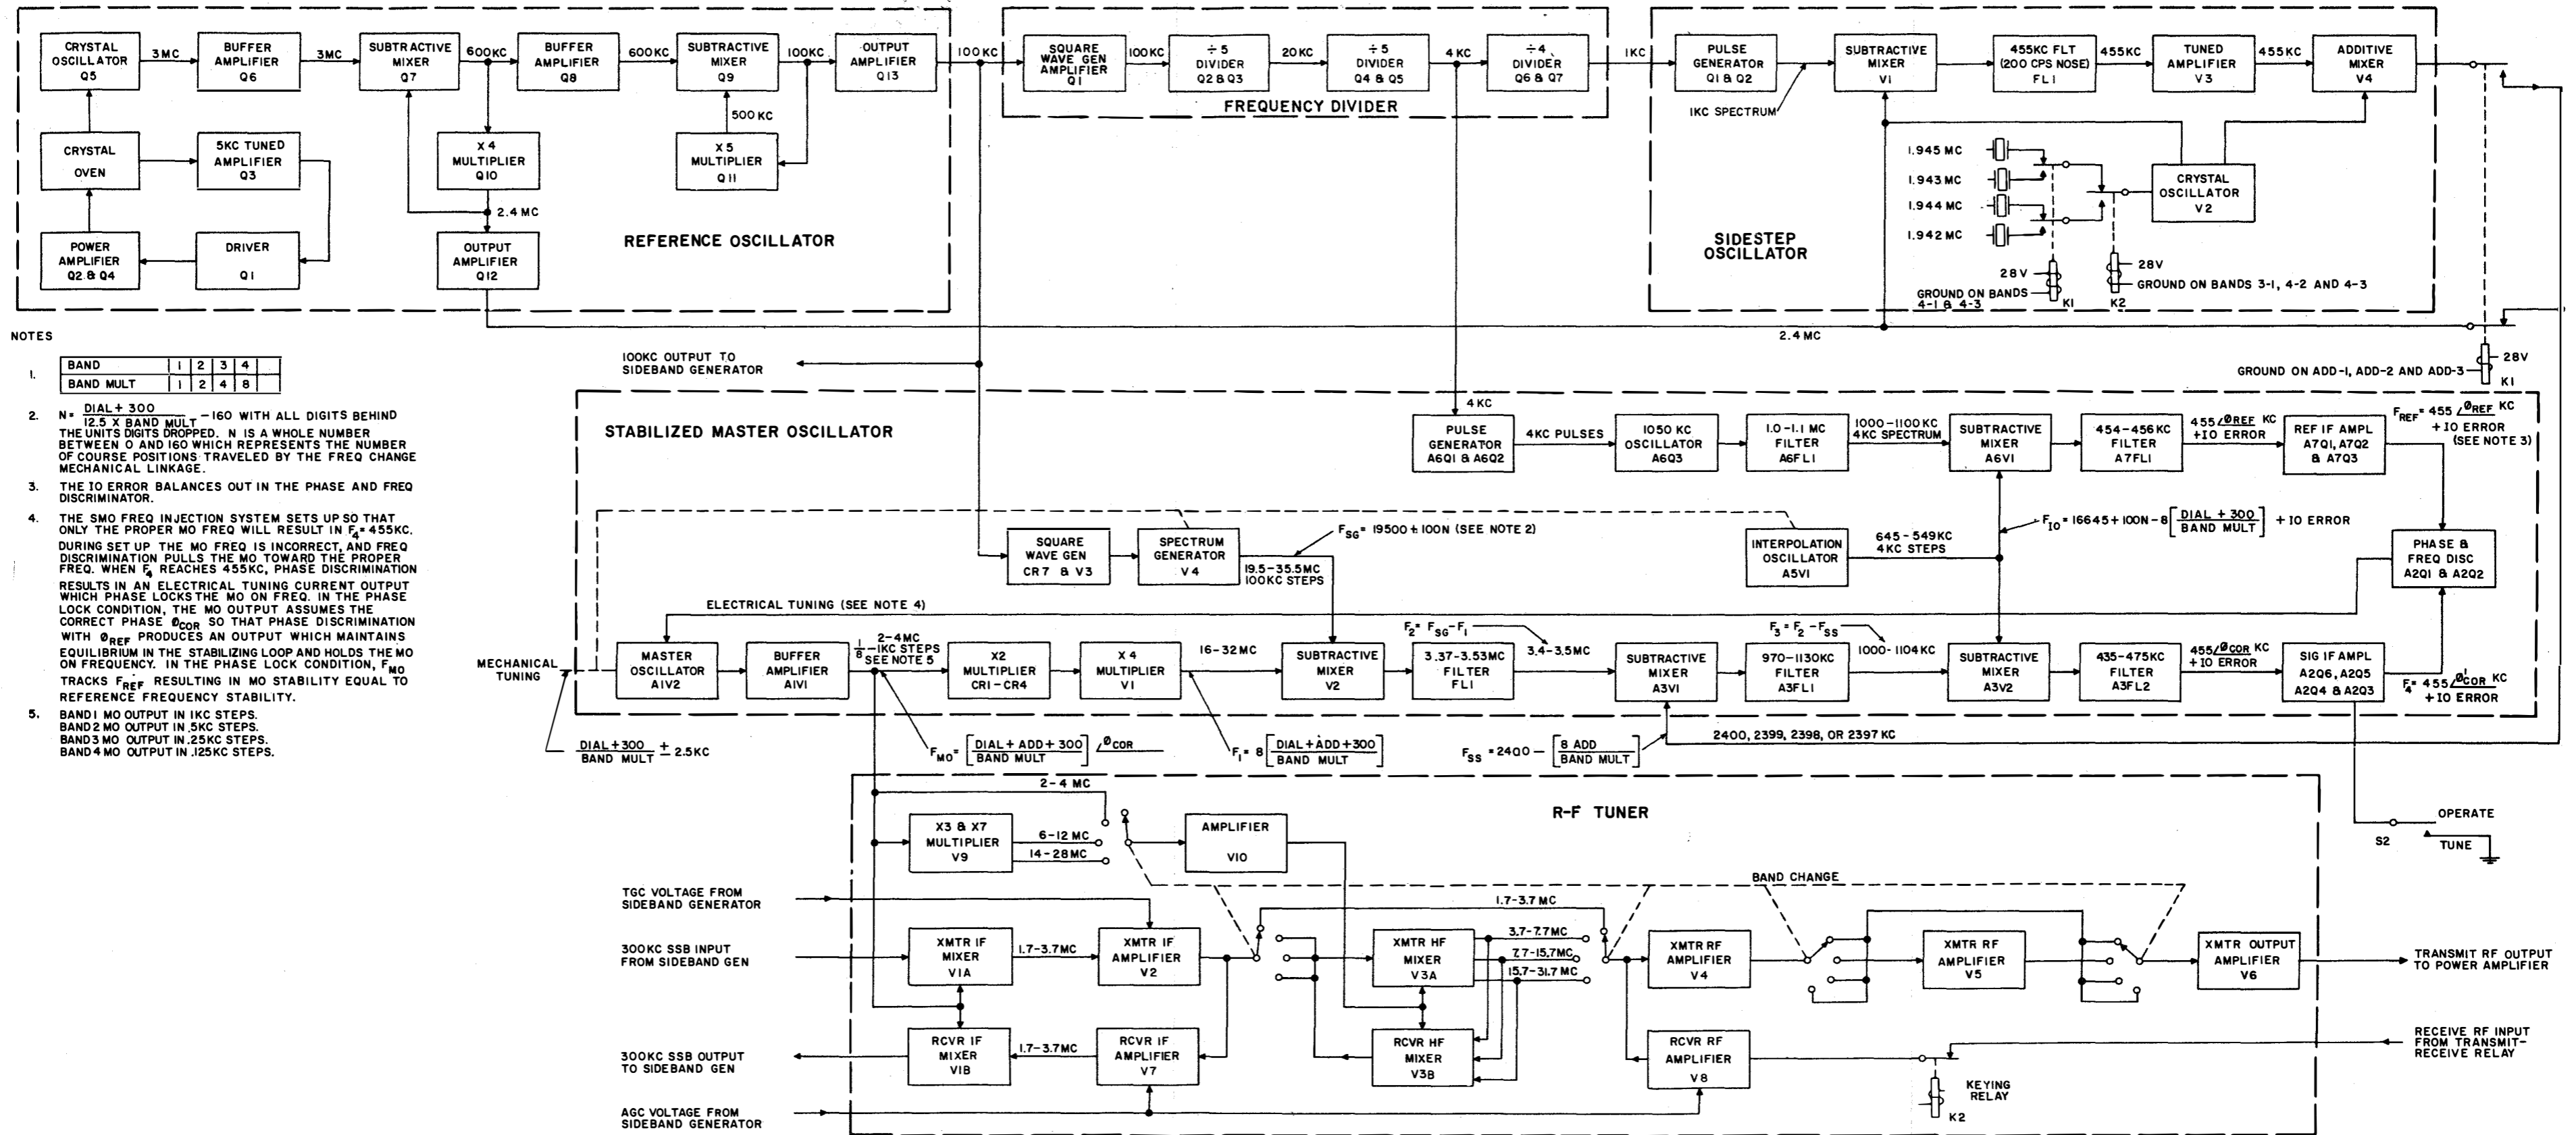 CRYSTAL
OSCILLATOR
Q5
3MC
BUFFER
AMPLIFIER
Q6
3MC
SUBTRACTIVE
MIXER
Q7
600KC
BUFFER
AMPLIFIER
Q8
600KC
SUBTRACTIVE
MIXER
Q9
100KC
OUTPUT
AMPLIFIER
Q13
100KC
CRYSTAL
OVEN
5KC TUNED
AMPLIFIER
Q3
X 4
MULTIPLIER
Q10
500 KC
X 5
MULTIPLIER
Q11
2.4 MC
POWER
AMPLIFIER
Q2 & Q4
DRIVER
Q1
OUTPUT
AMPLIFIER
Q12
REFERENCE OSCILLATOR
SQUARE
WAVE GEN
AMPLIFIER
Q1
100KC
÷5
DIVIDER
Q2 & Q3
20KC
÷5
DIVIDER
Q4 & Q5
4KC
÷4
DIVIDER
Q6 & Q7
1KC
FREQUENCY DIVIDER
PULSE
GENERATOR
Q1 & Q2
1KC SPECTRUM
SUBTRACTIVE
MIXER
V1
455KC FLT
(200 CPS NOSE)
FL1
455KC
TUNED
AMPLIFIER
V3
455KC
ADDITIVE
MIXER
V4
1.945 MC
1.943 MC
1.944 MC
1.942 MC
CRYSTAL
OSCILLATOR
V2
SIDESTEP
OSCILLATOR
28V
GROUND ON BANDS
4-1 & 4-3
K1
28V
GROUND ON BANDS 3-1, 4-2 AND 4-3
K2
2.4 MC
28V
GROUND ON ADD-1, ADD-2 AND ADD-3
K1
100KC OUTPUT TO
SIDEBAND GENERATOR
NOTES
1.
BAND 1 2 3 4
BAND MULT 1 2 4 8
2. N= DIAL+ 300
12.5 X BAND MULT
-160 WITH ALL DIGITS BEHIND
THE UNITS DIGITS DROPPED. N IS A WHOLE NUMBER
BETWEEN 0 AND 160 WHICH REPRESENTS THE NUMBER
OF COURSE POSITIONS TRAVELED BY THE FREQ CHANGE
MECHANICAL LINKAGE.
3. THE IO ERROR BALANCES OUT IN THE PHASE AND FREQ
DISCRIMINATOR.
4. THE SMO FREQ INJECTION SYSTEM SETS UP SO THAT
ONLY THE PROPER MO FREQ WILL RESULT IN F4= 455KC.
DURING SET UP THE MO FREQ IS INCORRECT, AND FREQ
DISCRIMINATION PULLS THE MO TOWARD THE PROPER
FREQ. WHEN F4 REACHES 455KC, PHASE DISCRIMINATION
RESULTS IN AN ELECTRICAL TUNING CURRENT OUTPUT
WHICH PHASE LOCKS THE MO ON FREQ. IN THE PHASE
LOCK CONDITION, THE MO OUTPUT ASSUMES THE
CORRECT PHASE ØCOR SO THAT PHASE DISCRIMINATION
WITH ØREF PRODUCES AN OUTPUT WHICH MAINTAINS
EQUILIBRIUM IN THE STABILIZING LOOP AND HOLDS THE MO
ON FREQUENCY. IN THE PHASE LOCK CONDITION, FMO
TRACKS FREF RESULTING IN MO STABILITY EQUAL TO
REFERENCE FREQUENCY STABILITY.
5. BAND 1 MO OUTPUT IN 1KC STEPS.
BAND 2 MO OUTPUT IN .5KC STEPS.
BAND 3 MO OUTPUT IN .25KC STEPS.
BAND 4 MO OUTPUT IN .125KC STEPS.
STABILIZED MASTER OSCILLATOR
4 KC
PULSE
GENERATOR
A6Q1 & A6Q2
4KC PULSES
1050 KC
OSCILLATOR
A6Q3
1.0-1.1 MC
FILTER
A6FL1
1000-1100 KC
4KC SPECTRUM
SUBTRACTIVE
MIXER
A6V1
454-456 KC
FILTER
A7FL1
455 /ØREF KC
+IO ERROR
REF IF AMPL
A7Q1, A7Q2
& A7Q3
FREF= 455 /ØREF KC
+ IO ERROR
(SEE NOTE 3)
SQUARE
WAVE GEN
CR7 & V3
SPECTRUM
GENERATOR
V4
FSG= 19500 + 100N (SEE NOTE 2)
19.5-35.5MC
100KC STEPS
INTERPOLATION
OSCILLATOR
A5V1
645-549KC
4KC STEPS
FIO= 16645+100N-8 [DIAL + 300
BAND MULT] + IO ERROR
PHASE &
FREQ DISC
A2Q1 & A2Q2
ELECTRICAL TUNING (SEE NOTE 4)
MECHANICAL
TUNING
MASTER
OSCILLATOR
A1V2
BUFFER
AMPLIFIER
A1V1
2-4 MC
1/8 -1KC STEPS
SEE NOTE 5
X2
MULTIPLIER
CR1-CR4
X 4
MULTIPLIER
V1
16-32MC
SUBTRACTIVE
MIXER
V2
F2= FSG-F1
3.37-3.53MC
FILTER
FL1
3.4-3.5MC
SUBTRACTIVE
MIXER
A3V1
F3= F2-FSS
970-1130KC
FILTER
A3FL1
1000-1104 KC
SUBTRACTIVE
MIXER
A3V2
435-475KC
FILTER
A3FL2
455/ØCOR KC
+ IO ERROR
SIG IF AMPL
A2Q6, A2Q5
A2Q4 & A2Q3
F4= 455 /ØCOR KC
+ IO ERROR
DIAL+300
BAND MULT ± 2.5KC
FMO= [DIAL + ADD + 300
BAND MULT] /ØCOR
F1= 8 [DIAL+ADD+300
BAND MULT]
FSS= 2400 - [8 ADD
BAND MULT]
2400, 2399, 2398, OR 2397 KC
R-F TUNER
2-4 MC
X3 & X7
MULTIPLIER
V9
6-12 MC
14-28MC
AMPLIFIER
V10
S2
OPERATE
TUNE
BAND CHANGE
TGC VOLTAGE FROM
SIDEBAND GENERATOR
1.7-3.7 MC
300KC SSB INPUT
FROM SIDEBAND GEN
XMTR IF
MIXER
V1A
1.7-3.7MC
XMTR IF
AMPLIFIER
V2
XMTR HF
MIXER
V3A
3.7-7.7MC
7.7-15.7MC
15.7-31.7 MC
XMTR RF
AMPLIFIER
V4
XMTR RF
AMPLIFIER
V5
XMTR OUTPUT
AMPLIFIER
V6
TRANSMIT RF OUTPUT
TO POWER AMPLIFIER
300KC SSB OUTPUT
TO SIDEBAND GEN
RCVR IF
MIXER
V1B
1.7-3.7MC
RCVR IF
AMPLIFIER
V7
RCVR HF
MIXER
V3B
RCVR RF
AMPLIFIER
V8
RECEIVE RF INPUT
FROM TRANSMIT-
RECEIVE RELAY
KEYING
RELAY
K2
AGC VOLTAGE FROM
SIDEBAND GENERATOR